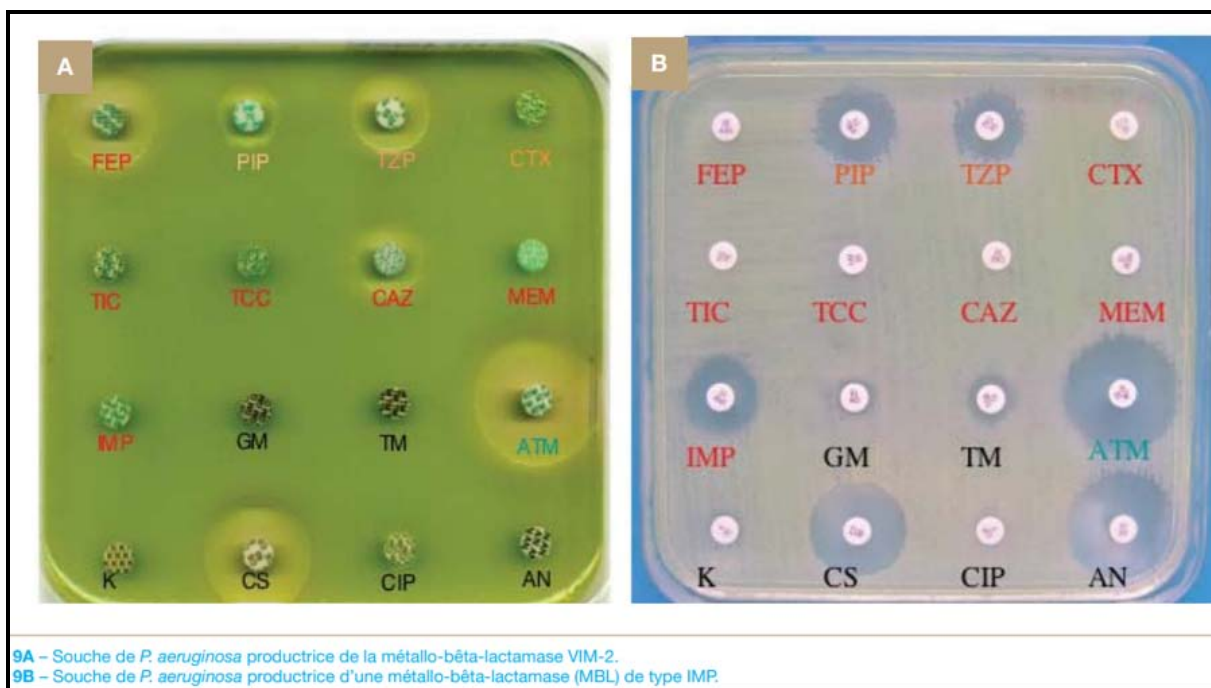 A
FEP PIP TZP CTX
TIC TCC CAZ MEM
IMP GM TM ATM
K CS CIP AN
B
FEP PIP TZP CTX
TIC TCC CAZ MEM
IMP GM TM ATM
K CS CIP AN
9A – Souche de P. aeruginosa productrice de la métallo-bêta-lactamase VIM-2.
9B – Souche de P. aeruginosa productrice d’une métallo-bêta-lactamase (MBL) de type IMP.